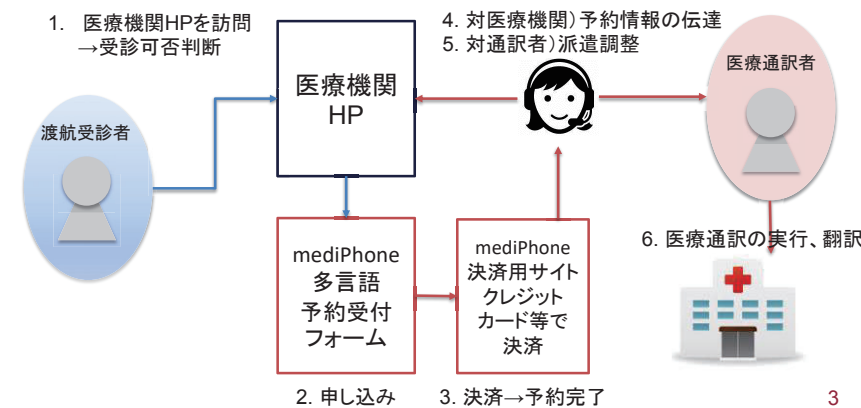 1. 医療機関HPを訪問
→受診可否判断
4. 対医療機関）予約情報の伝達
5. 対通訳者）派遣調整
渡航受診者
医療機関
HP
医療通訳者
mediPhone
多言語
予約受付
フォーム
mediPhone
決済用サイト
クレジット
カード等で
決済
6. 医療通訳の実行、翻訳
2. 申し込み
3. 決済→予約完了
3